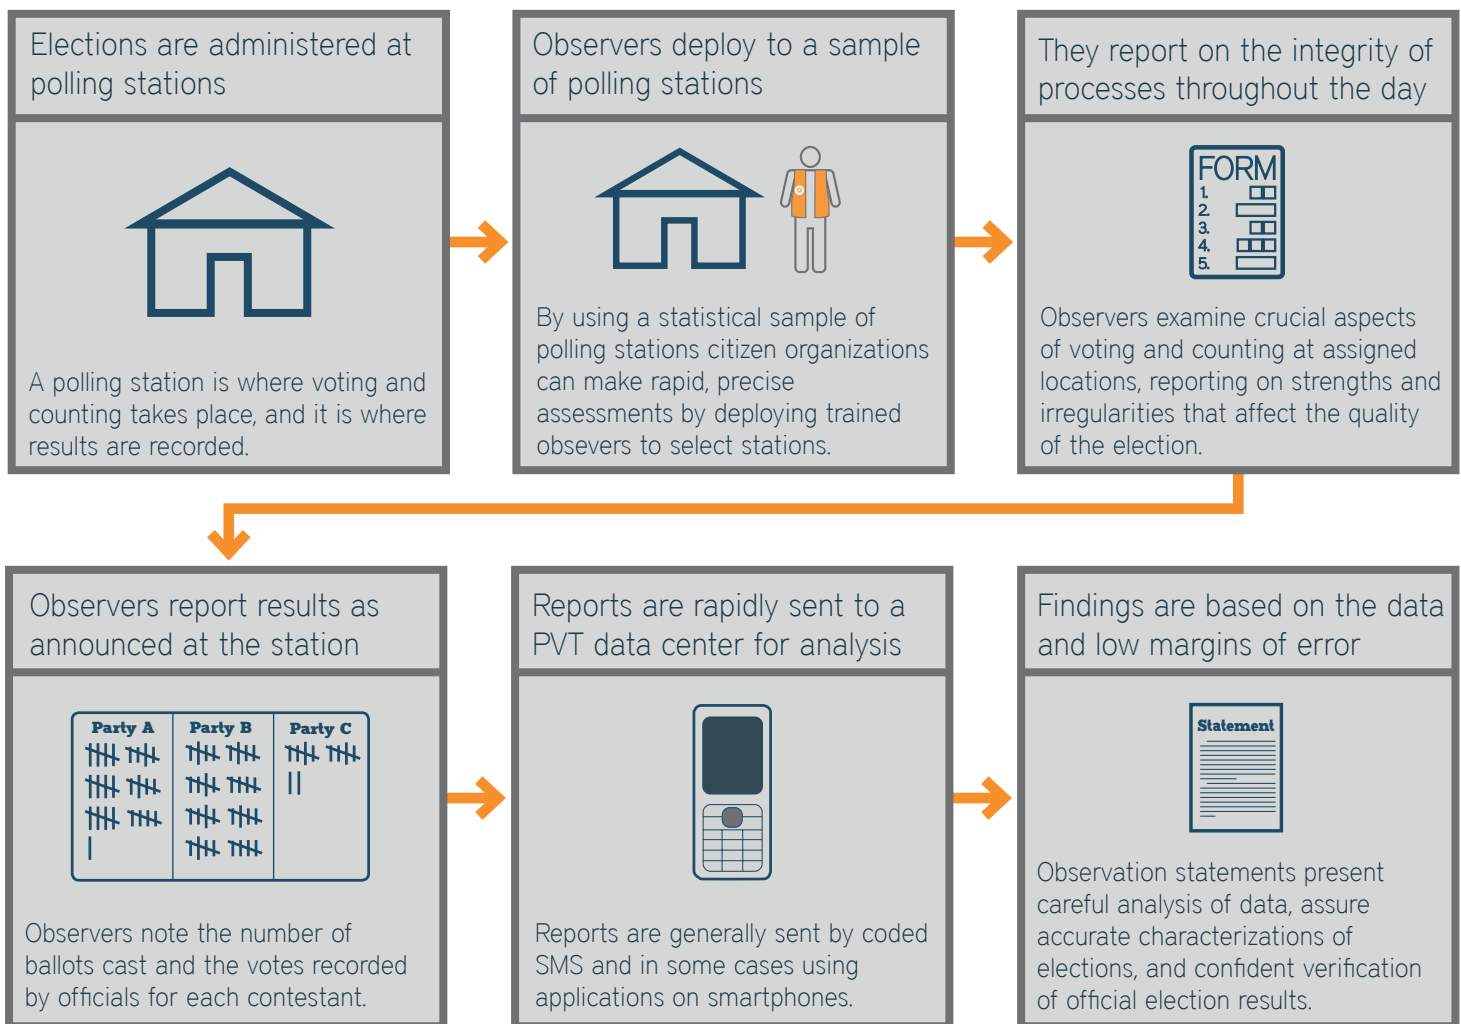 Elections are administered at
polling stations
A polling station is where voting and
counting takes place, and it is where
results are recorded.
Observers deploy to a sample
of polling stations
By using a statistical sample of
polling stations citizen organizations
can make rapid, precise
assessments by deploying trained
obsevers to select stations.
They report on the integrity of
processes throughout the day
FORM
1.
2.
3.
4.
5.
Observers examine crucial aspects
of voting and counting at assigned
locations, reporting on strengths and
irregularities that affect the quality
of the election.
Observers report results as
announced at the station
Party A
Party B
Party C
Observers note the number of
ballots cast and the votes recorded
by officials for each contestant.
Reports are rapidly sent to a
PVT data center for analysis
Reports are generally sent by coded
SMS and in some cases using
applications on smartphones.
Findings are based on the data
and low margins of error
Statement
Observation statements present
careful analysis of data, assure
accurate characterizations of
elections, and confident verification
of official election results.